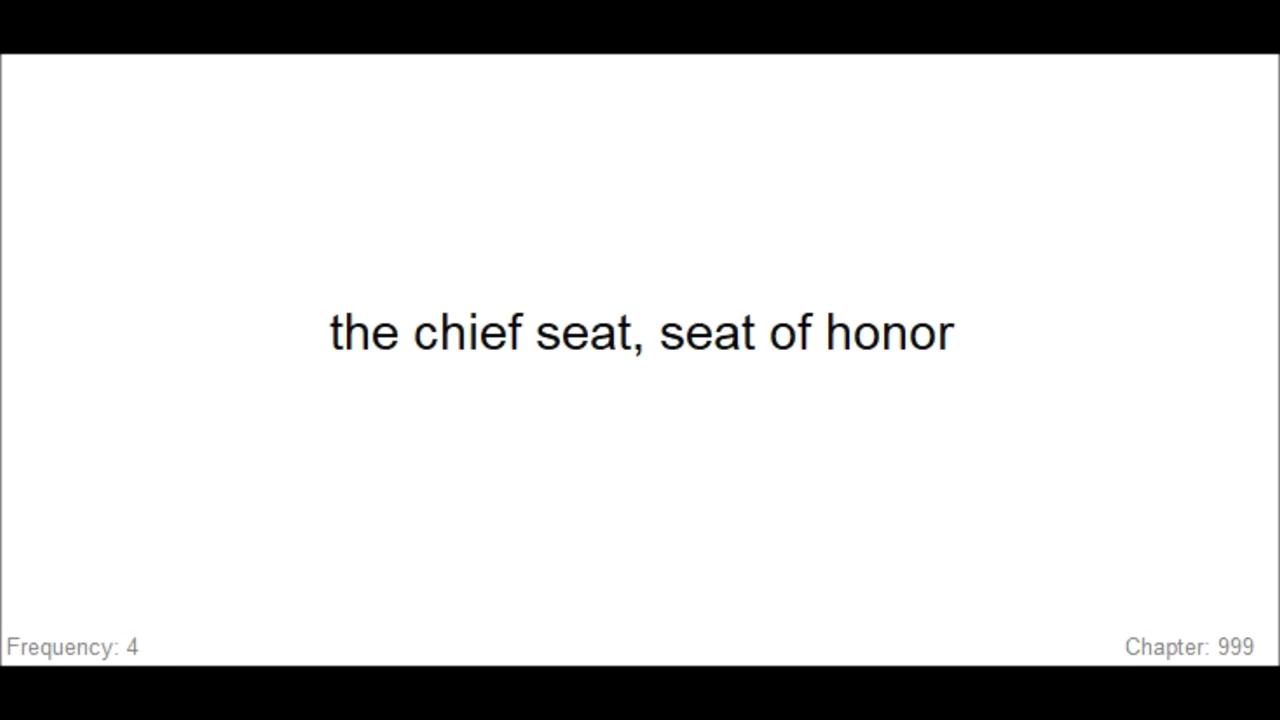 the chief seat, seat of honor
Frequency: 4
Chapter: 999